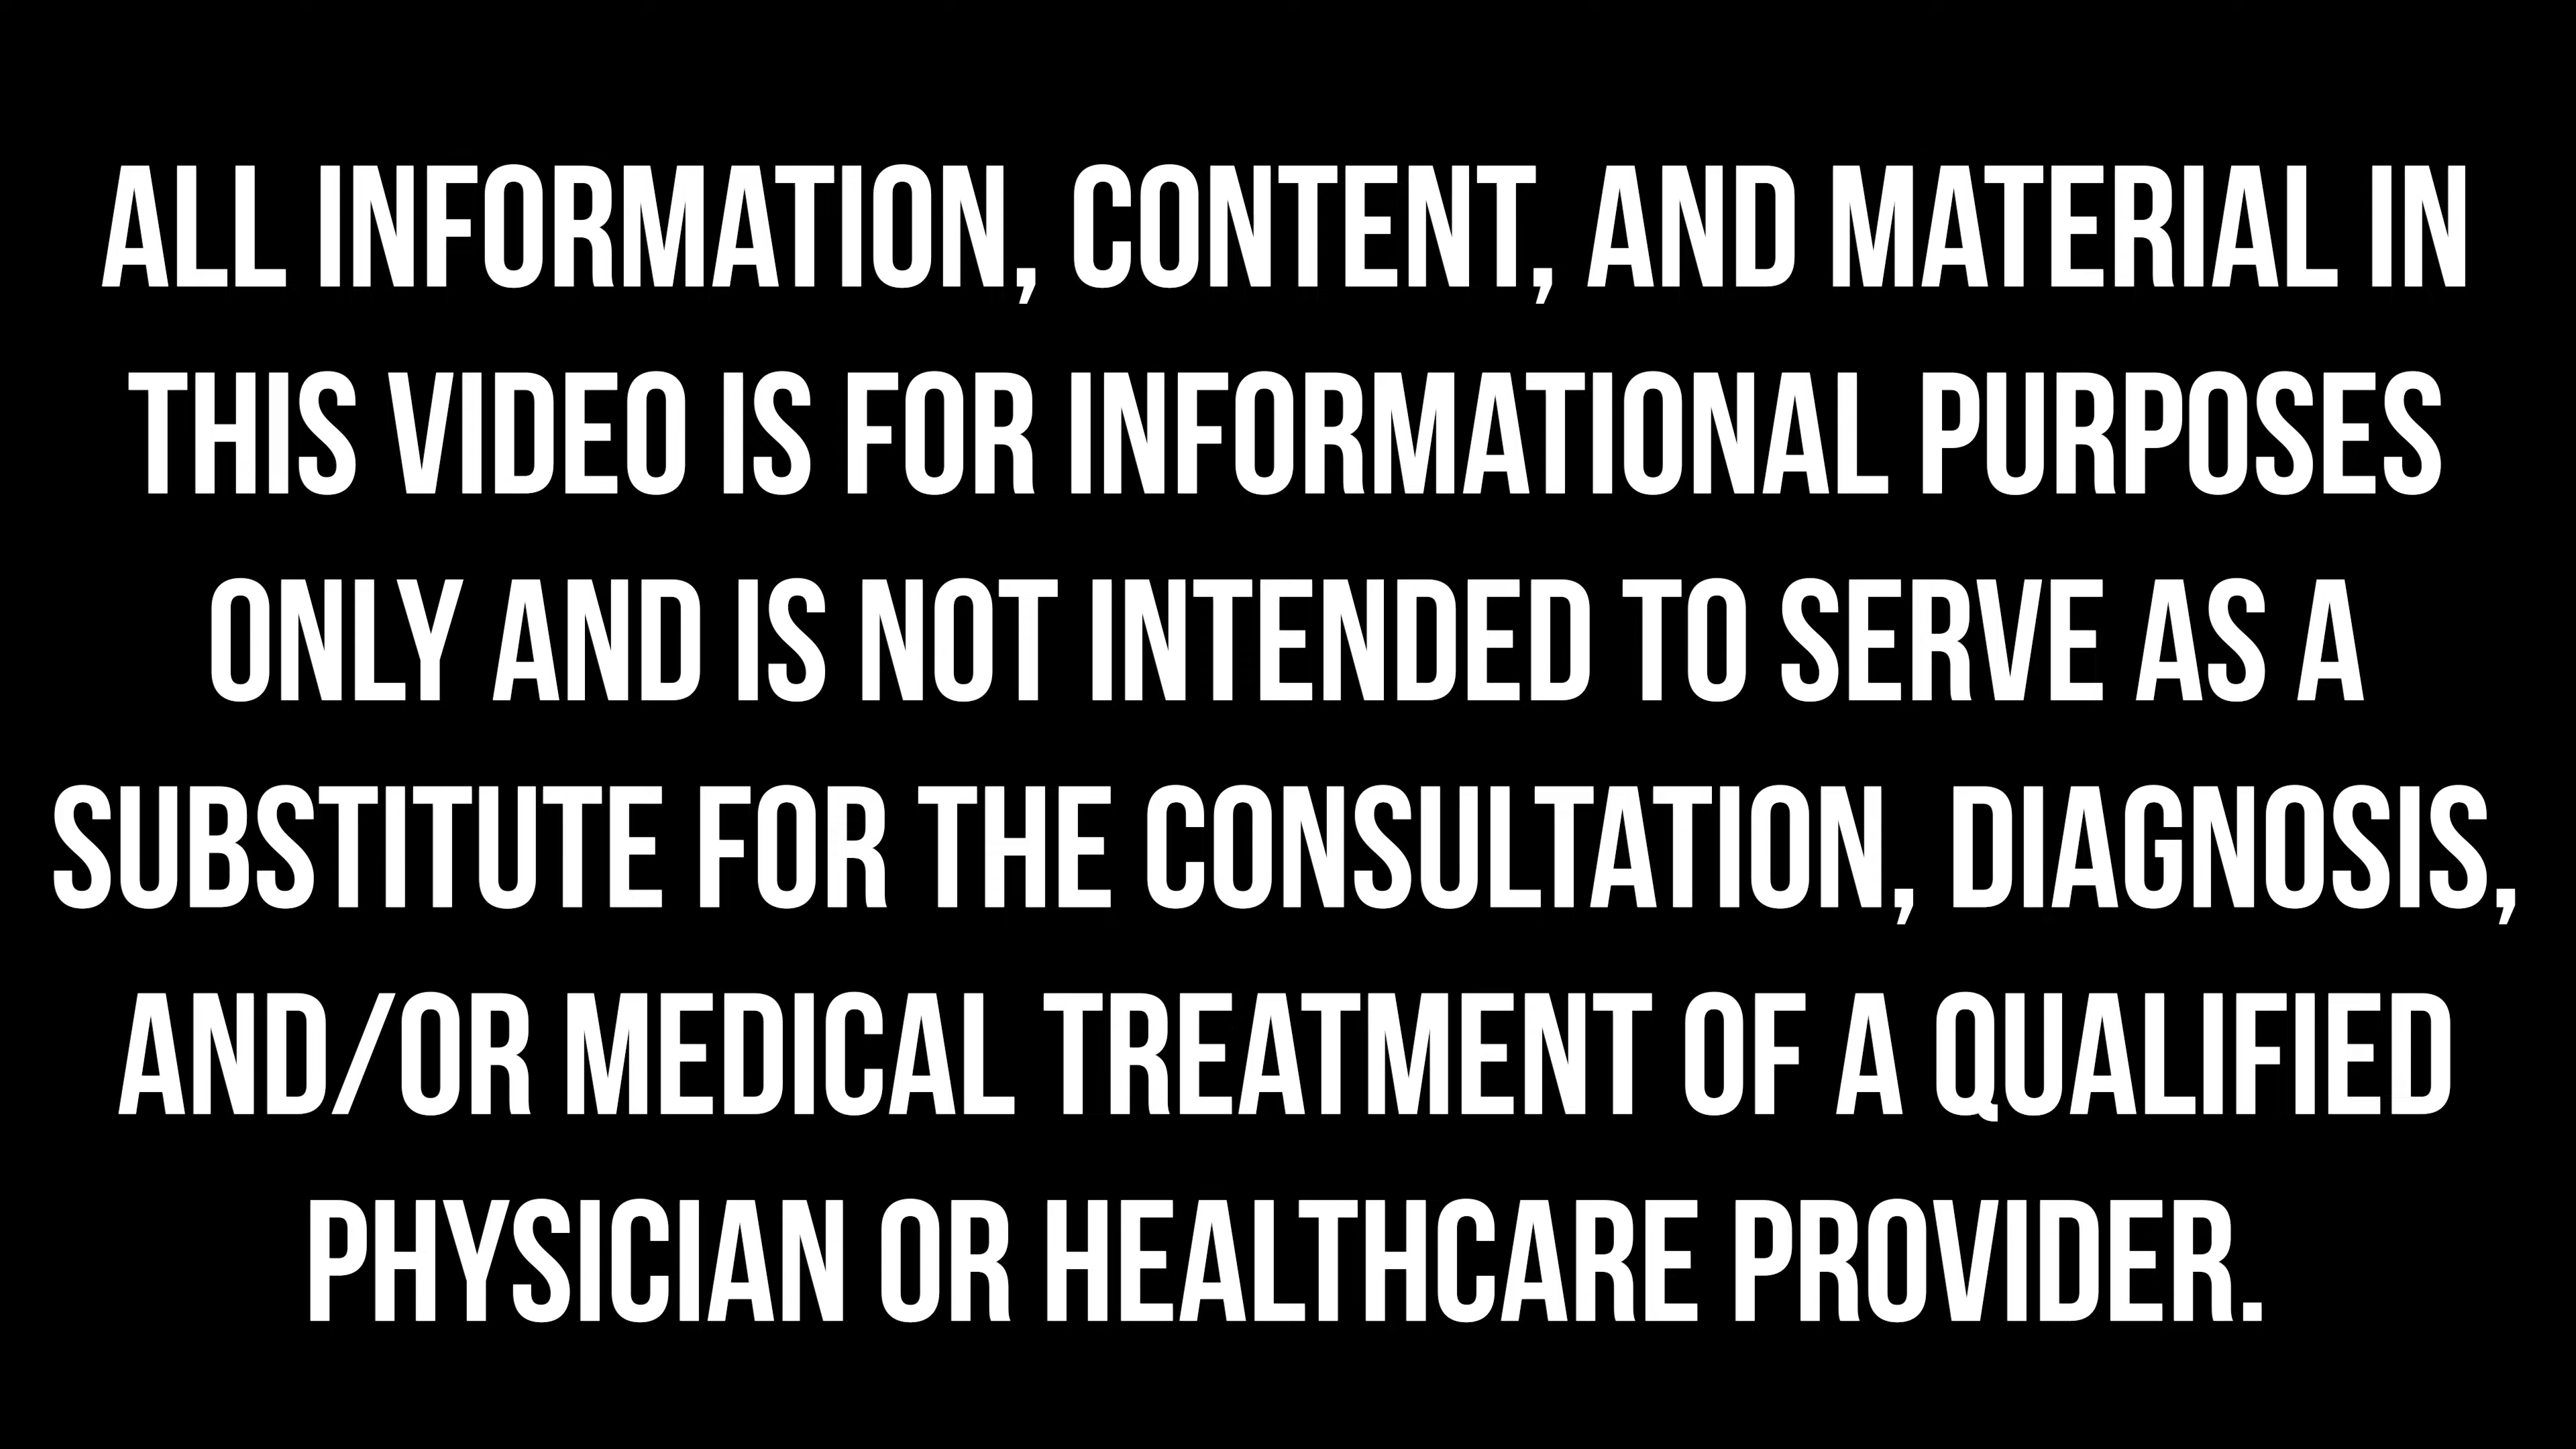 ALL INFORMATION, CONTENT, AND MATERIAL IN
THIS VIDEO IS FOR INFORMATIONAL PURPOSES
ONLY AND IS NOT INTENDED TO SERVE AS A
SUBSTITUTE FOR THE CONSULTATION, DIAGNOSIS,
AND/OR MEDICAL TREATMENT OF A QUALIFIED
PHYSICIAN OR HEALTHCARE PROVIDER.